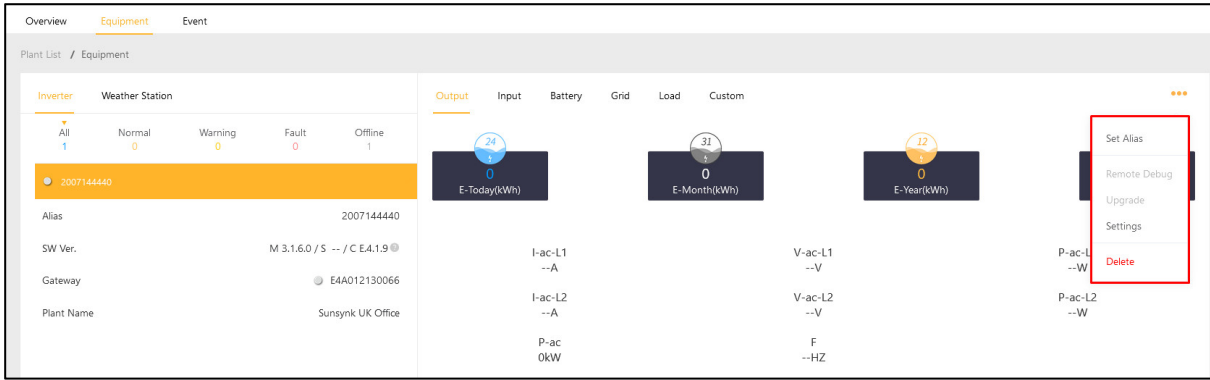 Overview Equipment Event
Plant List / Equipment
Inverter Weather Station
All Normal Warning Fault Offline
1 0 0 0 1
2007144440
Alias 2007144440
SW Ver. M 3.1.6.0 / S -- / C E.4.1.9
Gateway E4A012130066
Plant Name Sunsynk UK Office
Output Input Battery Grid Load Custom
24 31 12
0 0 0
E-Today(kWh) E-Month(kWh) E-Year(kWh)
I-ac-L1 V-ac-L1 P-ac-L
--A --V --W
I-ac-L2 V-ac-L2 P-ac-L2
--A --V --W
P-ac F
0kW --HZ
Set Alias
Remote Debug
Upgrade
Settings
Delete